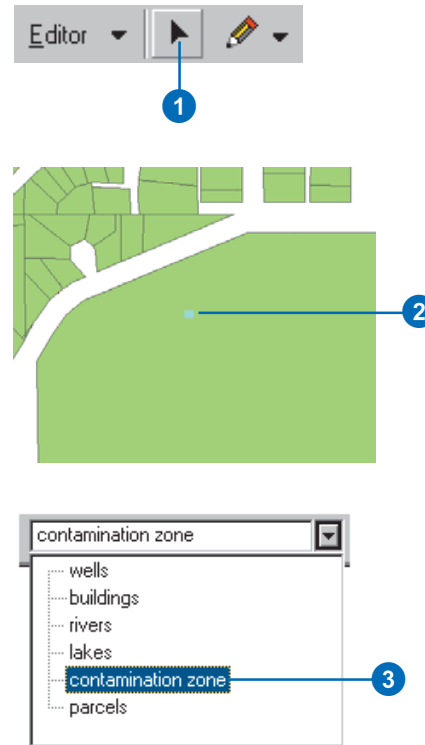 Editor
1
2
contamination zone
wells
buildings
rivers
lakes
contamination zone
3
parcels